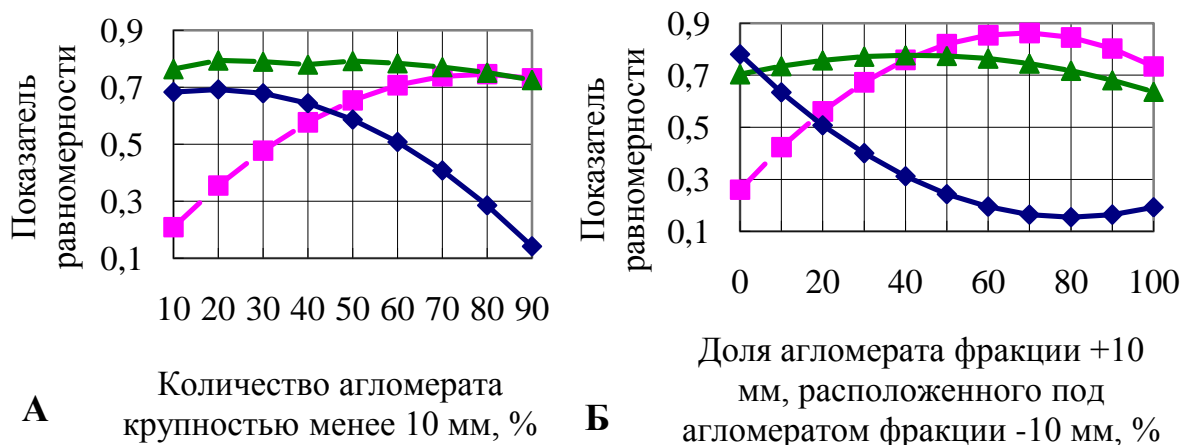 0,9
0,7
0,5
0,3
0,1
Показатель
равномерности
10 20 30 40 50 60 70 80 90
Количество агломерата
крупностью менее 10 мм, %
А
0,9
0,7
0,5
0,3
0,1
Показатель
равномерности
0 20 40 60 80 100
Доля агломерата фракции +10
мм, расположенного под
агломератом фракции -10 мм, %
Б